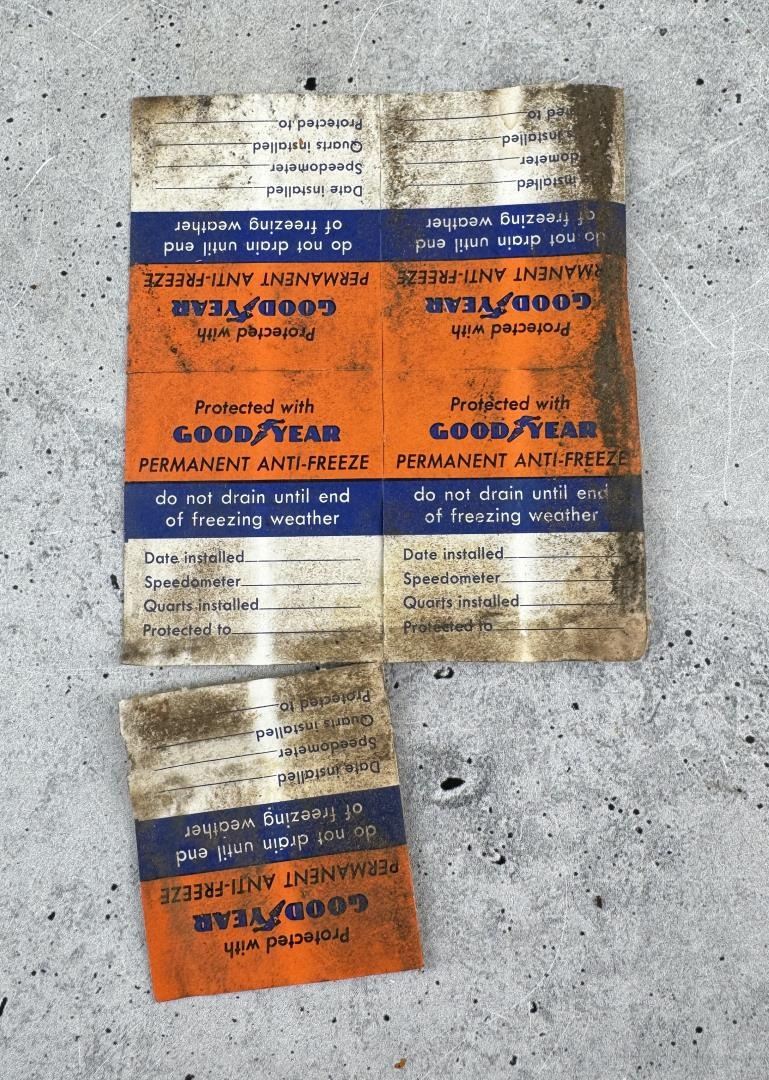 Protected with
GOODYEAR
PERMANENT ANTI-FREEZE
do not drain until end
of freezing weather
Date installed
Speedometer
Quarts installed
Protected to
Protected with
GOODYEAR
ANTI-FREEZE
do not drain until end
of freezing weather
installed
installed
to
Protected with
GOODYEAR
PERMANENT ANTI-FREEZE
do not drain until end
of freezing weather
Date installed
Speedometer
Quarts installed
Protected to
Protected with
GOODYEAR
PERMANENT ANTI-FREEZE
do not drain until end
of freezing weather
Date installed
Speedometer
Quarts installed
Protected to
Protected with
GOODYEAR
PERMANENT ANTI-FREEZE
do not drain until end
of freezing weather
Date installed
Speedometer
Quarts installed
Protected to